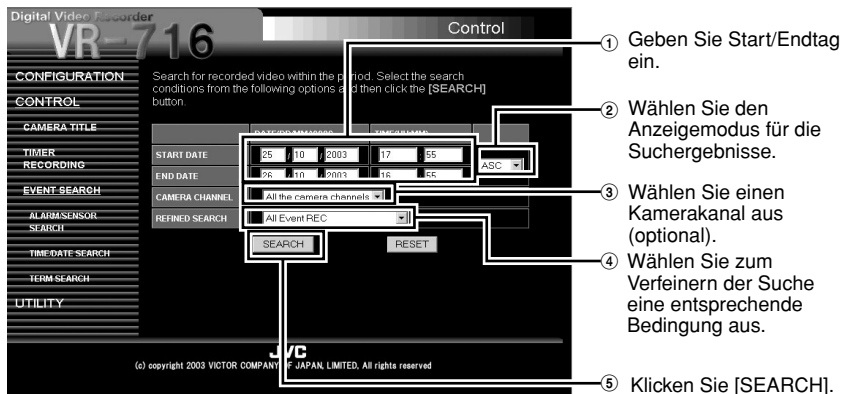 Digital Video Recorder
VR-716
Control
CONFIGURATION
CONTROL
CAMERA TITLE
TIMER
RECORDING
EVENT SEARCH
ALARM/SENSOR
SEARCH
TIME/DATE SEARCH
TERM SEARCH
UTILITY
Search for recorded video within the period. Select the search
conditions from the following options and then click the [SEARCH]
button.
START DATE 25 / 10 / 2003 17 : 55 ASC
END DATE 26 / 10 / 2003 16 : 55
CAMERA CHANNEL All the camera channels
REFINED SEARCH All Event REC
SEARCH RESET
JVC
(c) copyright 2003 VICTOR COMPANY OF JAPAN, LIMITED, All rights reserved
① Geben Sie Start/Endtag
ein.
② Wählen Sie den
Anzeigemodus für die
Suchergebnisse.
③ Wählen Sie einen
Kamerakanal aus
(optional).
④ Wählen Sie zum
Verfeinern der Suche
eine entsprechende
Bedingung aus.
⑤ Klicken Sie [SEARCH].